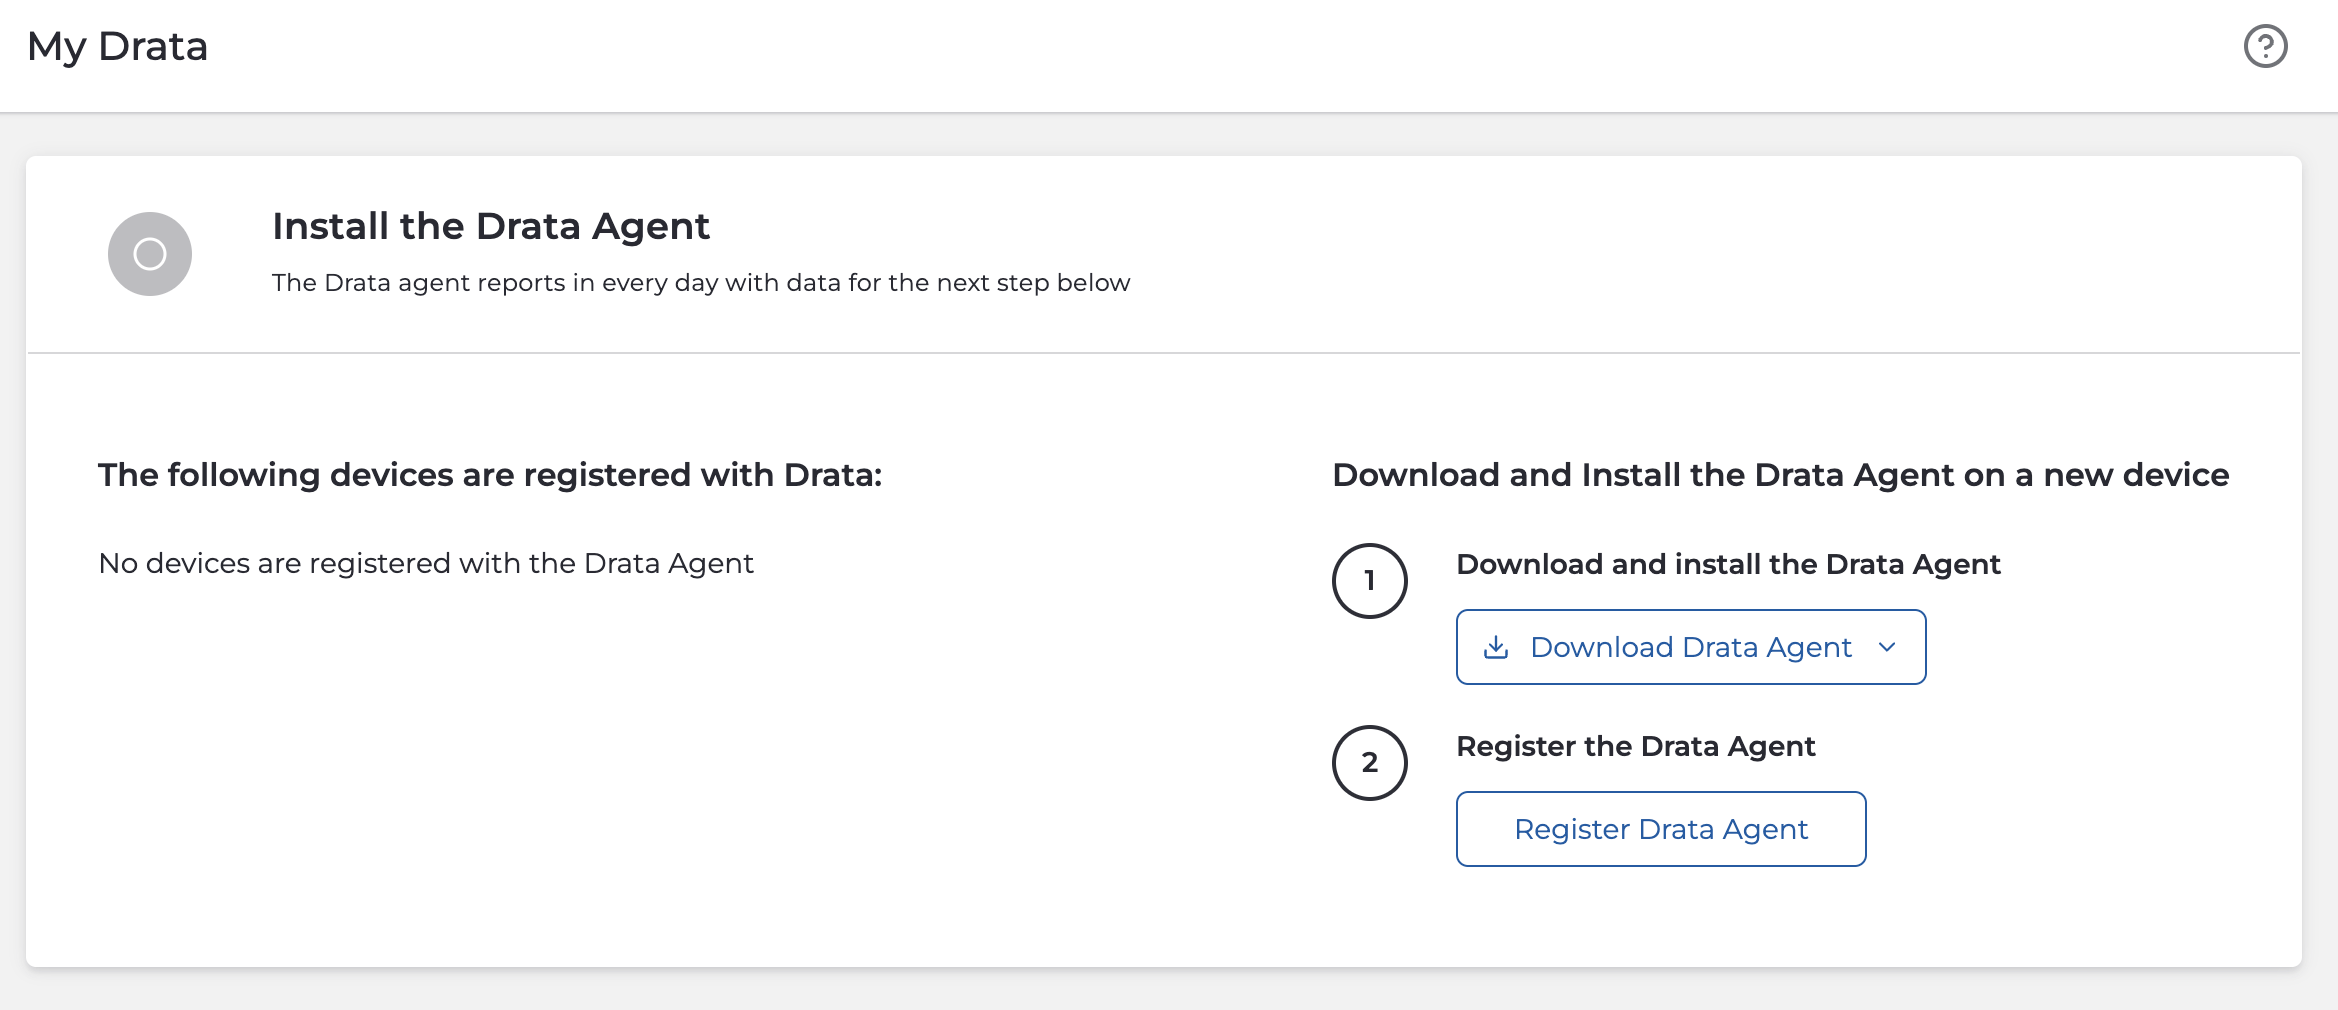 My Drata
Install the Drata Agent
The Drata agent reports in every day with data for the next step below
The following devices are registered with Drata:
No devices are registered with the Drata Agent
Download and Install the Drata Agent on a new device
1
Download and install the Drata Agent
Download Drata Agent
2
Register the Drata Agent
Register Drata Agent